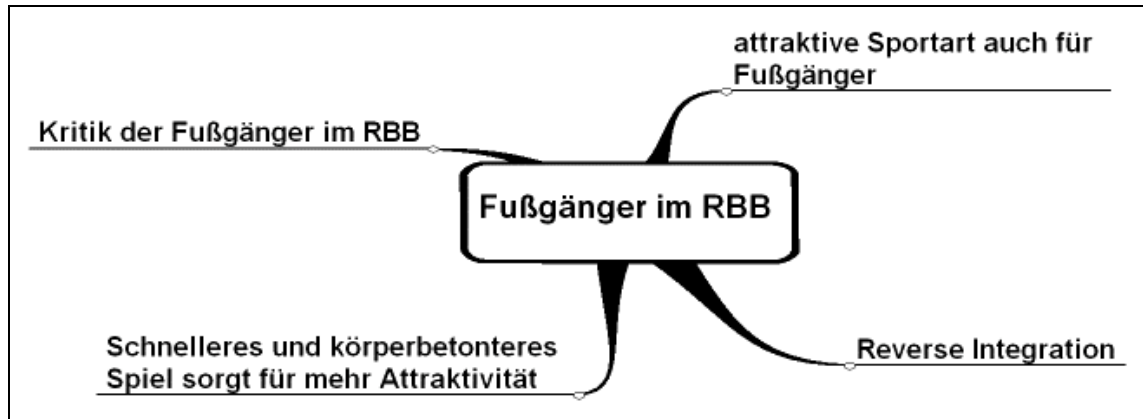 attraktive Sportart auch für
Fußgänger
Kritik der Fußgänger im RBB
Fußgänger im RBB
Schnelleres und körperbetonteres
Spiel sorgt für mehr Attraktivität
Reverse Integration